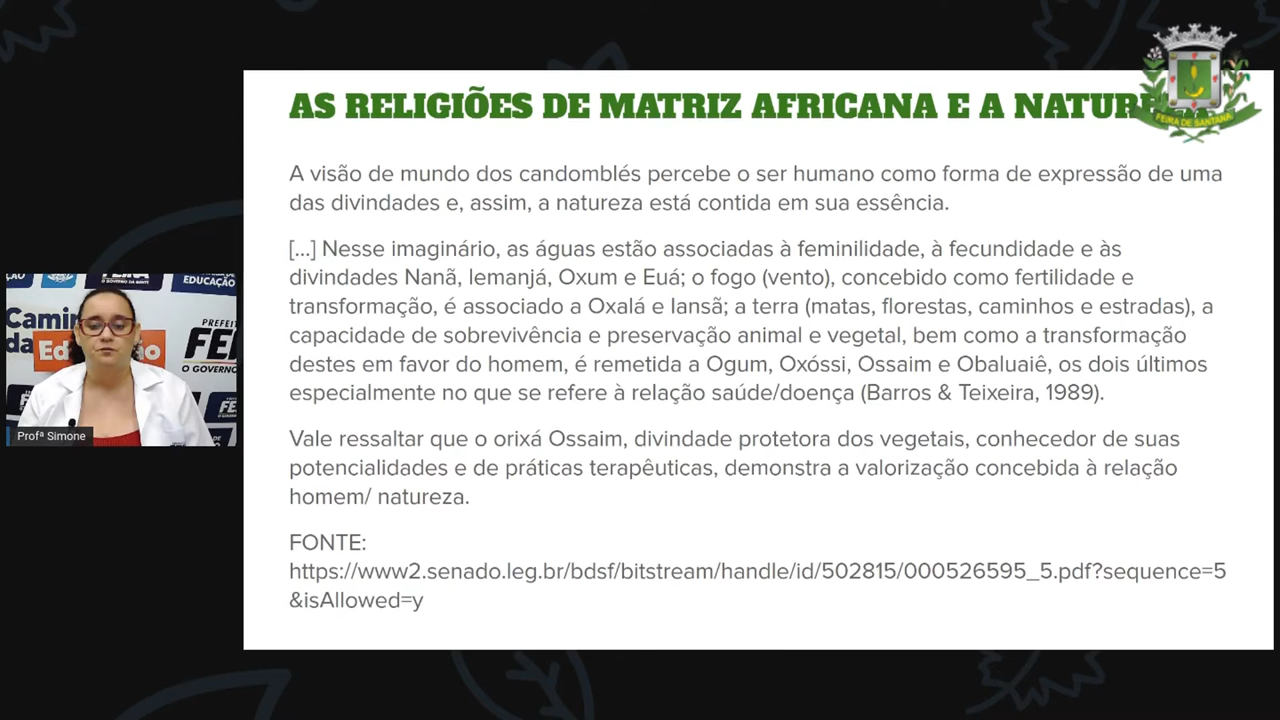 AS RELIGIÕES DE MATRIZ AFRICANA E A
FEIRA DE SANTANA
A visão de mundo dos candomblés percebe o ser humano como forma de expressão de uma
das divindades e, assim, a natureza está contida em sua essência.
[...] Nesse imaginário, as águas estão associadas à feminilidade, à fecundidade e às
divindades Nanã, Iemanjá, Oxum e Euá; o fogo (vento), concebido como fertilidade e
transformação, é associado a Oxalá e Iansã; a terra (matas, florestas, caminhos e estradas), a
capacidade de sobrevivência e preservação animal e vegetal, bem como a transformação
destes em favor do homem, é remetida a Ogum, Oxóssi, Ossaim e Obaluaiê, os dois últimos
especialmente no que se refere à relação saúde/doença (Barros & Teixeira, 1989).
Vale ressaltar que o orixá Ossaim, divindade protetora dos vegetais, conhecedor de suas
potencialidades e de práticas terapêuticas, demonstra a valorização concebida à relação
homem/ natureza.
FONTE:
https://www2.senado.leg.br/bdsf/bitstream/handle/id/502815/000526595_5.pdf?sequence=5
&isAllowed=y
EDUCAÇÃO
Profª Simone